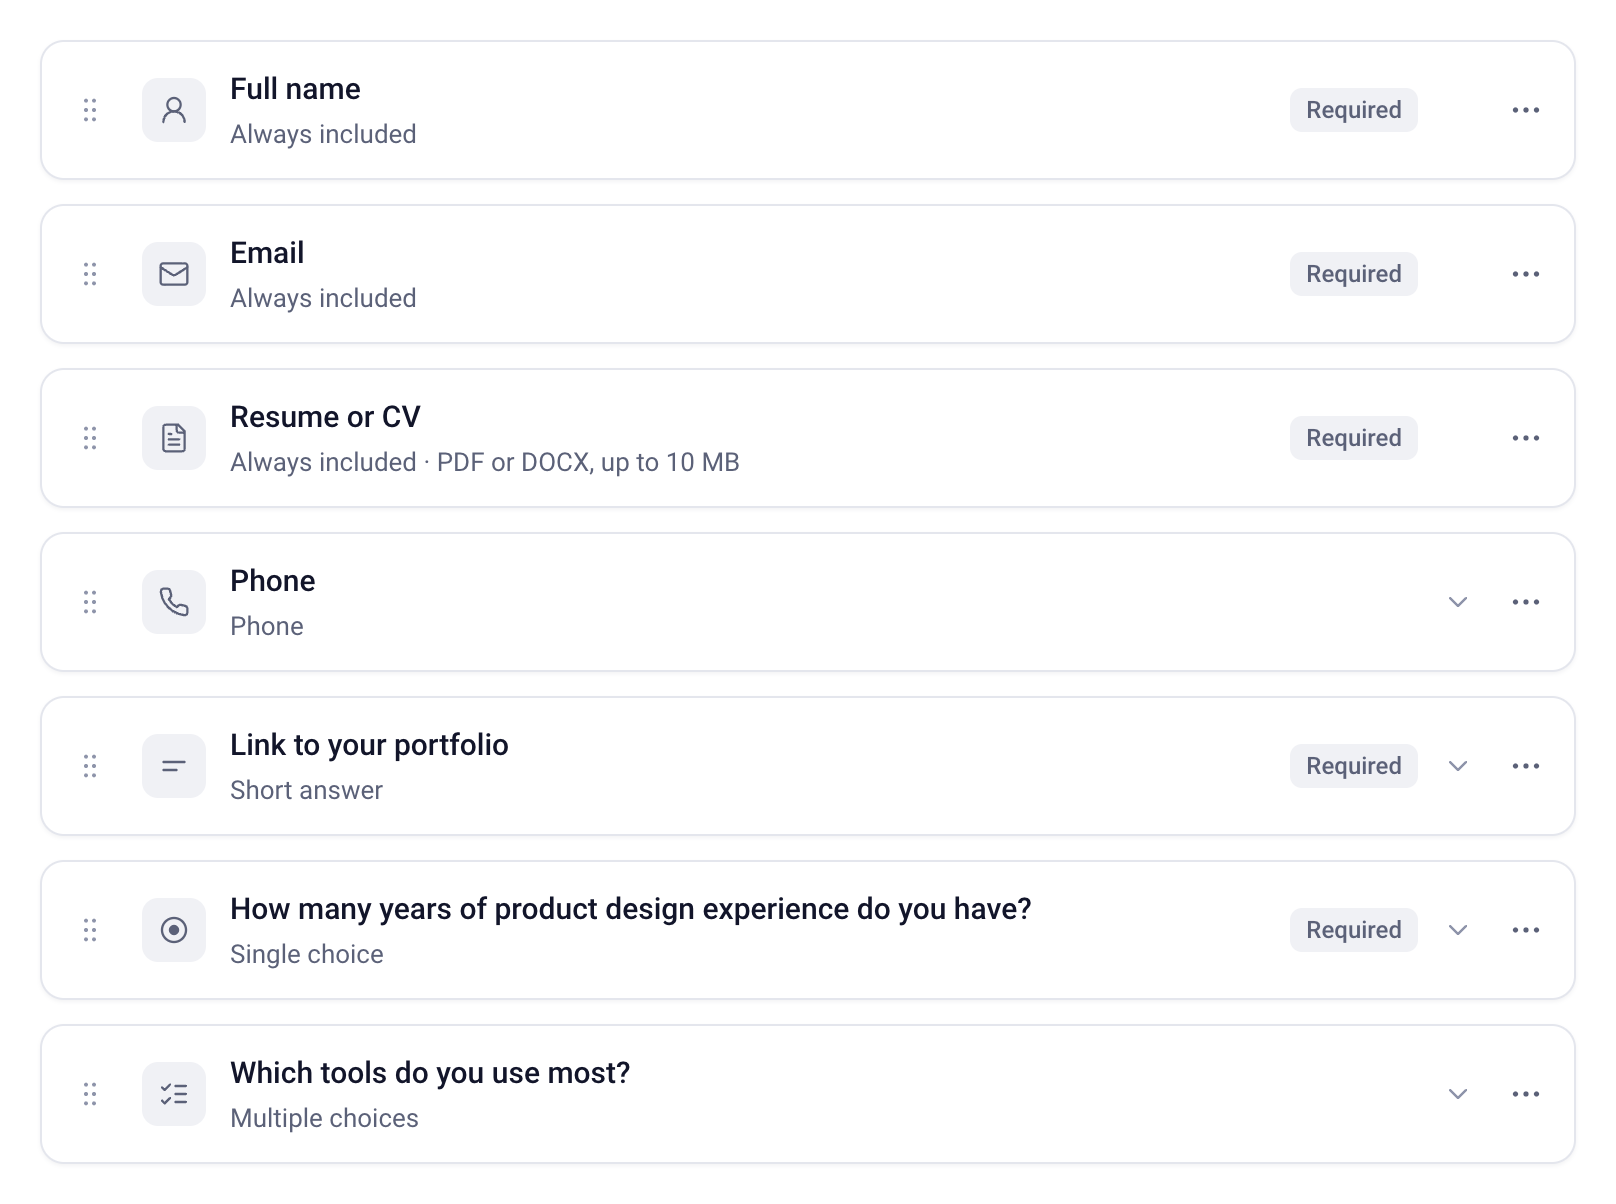 Full name
Required
Always included
Email
Required
Always included
Resume or CV
Required
Always included · PDF or DOCX, up to 10 MB
Phone
Phone
Link to your portfolio
Required
Short answer
How many years of product design experience do you have?
Required
Single choice
Which tools do you use most?
Multiple choices